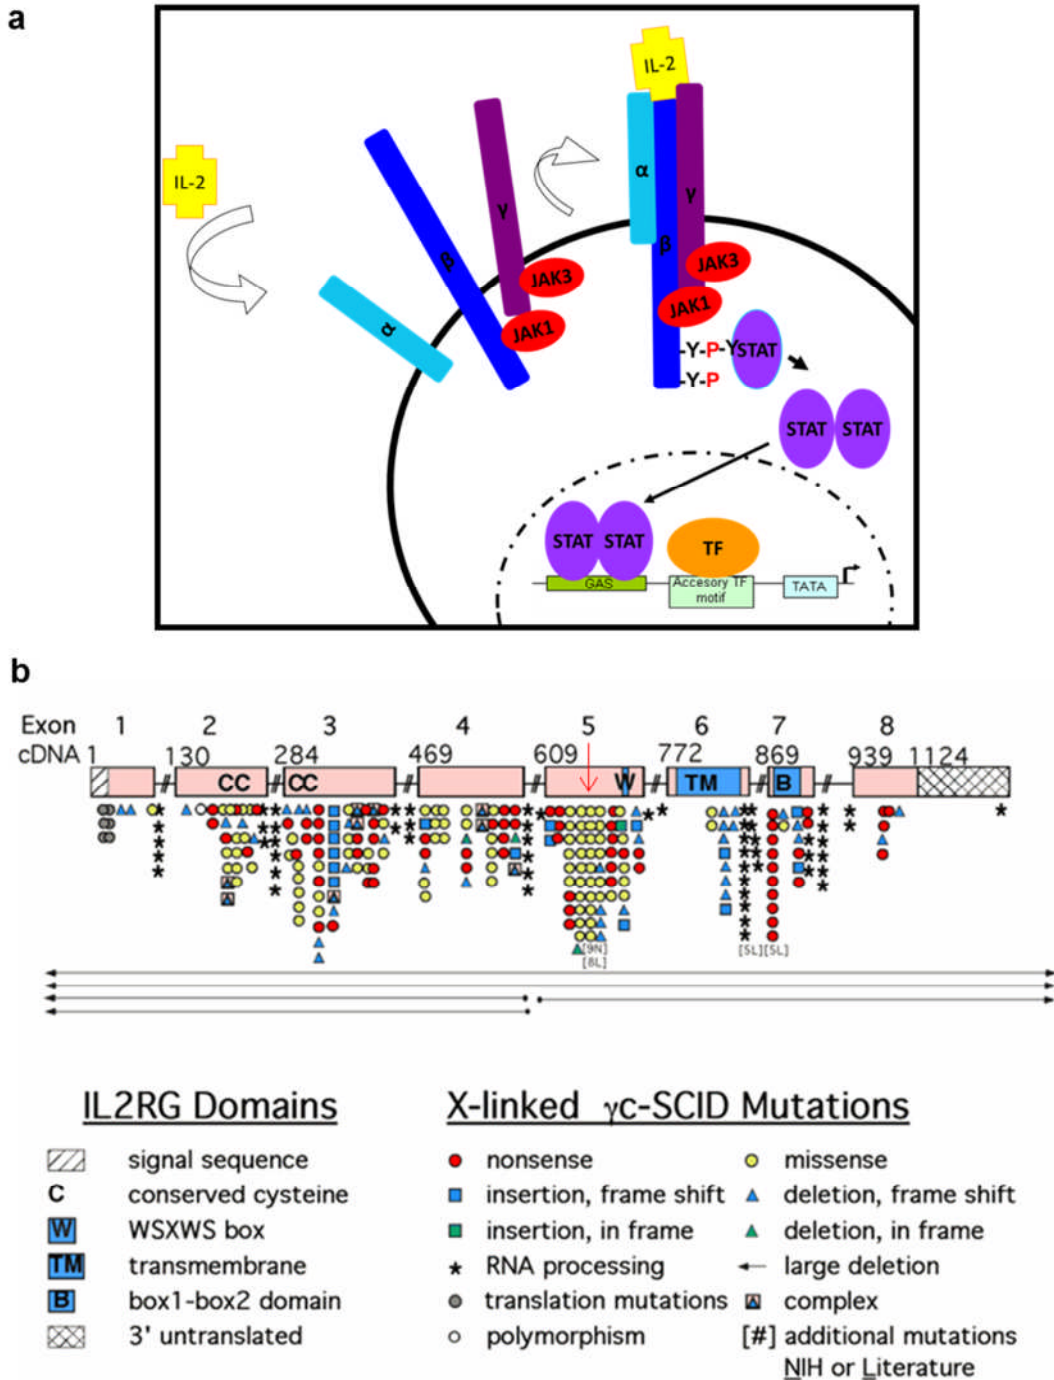 a
IL-2
IL-2
α
β
γ
JAK3
JAK1
α
β
γ
JAK3
JAK1
-Y-P-Y STAT
-Y-P
STAT STAT
STAT STAT
TF
GAS
Accesory TF
motif
TATA
b
Exon 1 2 3 4 5 6 7 8
cDNA 1 130 284 469 609 772 869 939 1124
CC CC W TM B
[9N] [5L][5L]
[8L]
IL2RG Domains
signal sequence
C conserved cysteine
W WSXWS box
TM transmembrane
B box1-box2 domain
3' untranslated
X-linked γc-SCID Mutations
nonsense missense
insertion, frame shift deletion, frame shift
insertion, in frame deletion, in frame
* RNA processing large deletion
translation mutations complex
polymorphism [#] additional mutations
NIH or Literature